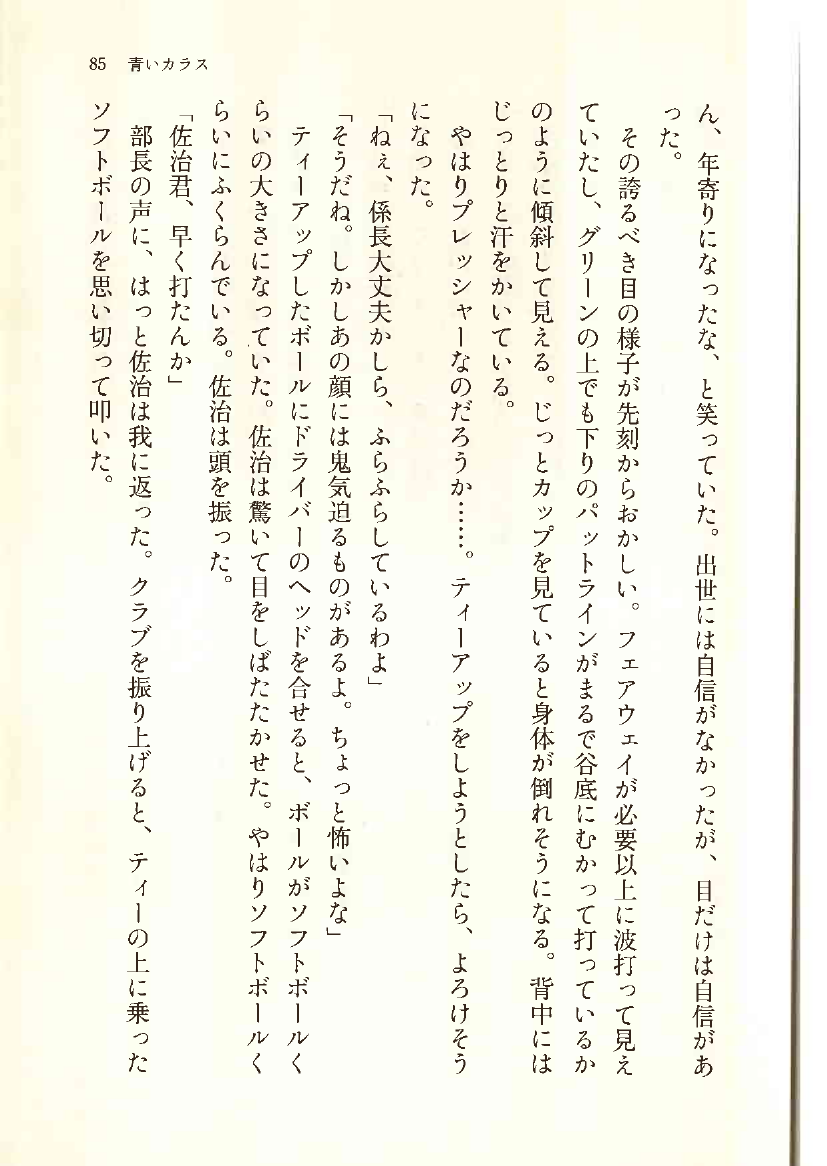 85 青いカラス
ん、年寄りになったな、と笑っていた。出世には自信がなかったが、目だけは自信があ
った。
その誇るべき目の様子が先刻からおかしい。フェアウェイが必要以上に波打って見え
ていたし、グリーンの上でも下りのパットラインがまるで谷底にむかって打っているか
のように傾斜して見える。じっとカップを見ていると身体が倒れそうになる。背中には
じっとりと汗をかいている。
やはりプレッシャーなのだろうか……。ティーアップをしようとしたら、よろけそう
になった。
「ねぇ、係長大丈夫かしら、ふらふらしているわよ」
「そうだね。しかしあの顔には鬼気迫るものがあるよ。ちょっと怖いよな」
ティーアップしたボールにドライバーのヘッドを合せると、ボールがソフトボールく
らいの大きさになっていた。佐治は驚いて目をしばたたかせた。やはりソフトボールく
らいにふくらんでいる。佐治は頭を振った。
「佐治君、早く打たんか」
部長の声に、はっと佐治は我に返った。クラブを振り上げると、ティーの上に乗った
ソフトボールを思い切って叩いた。